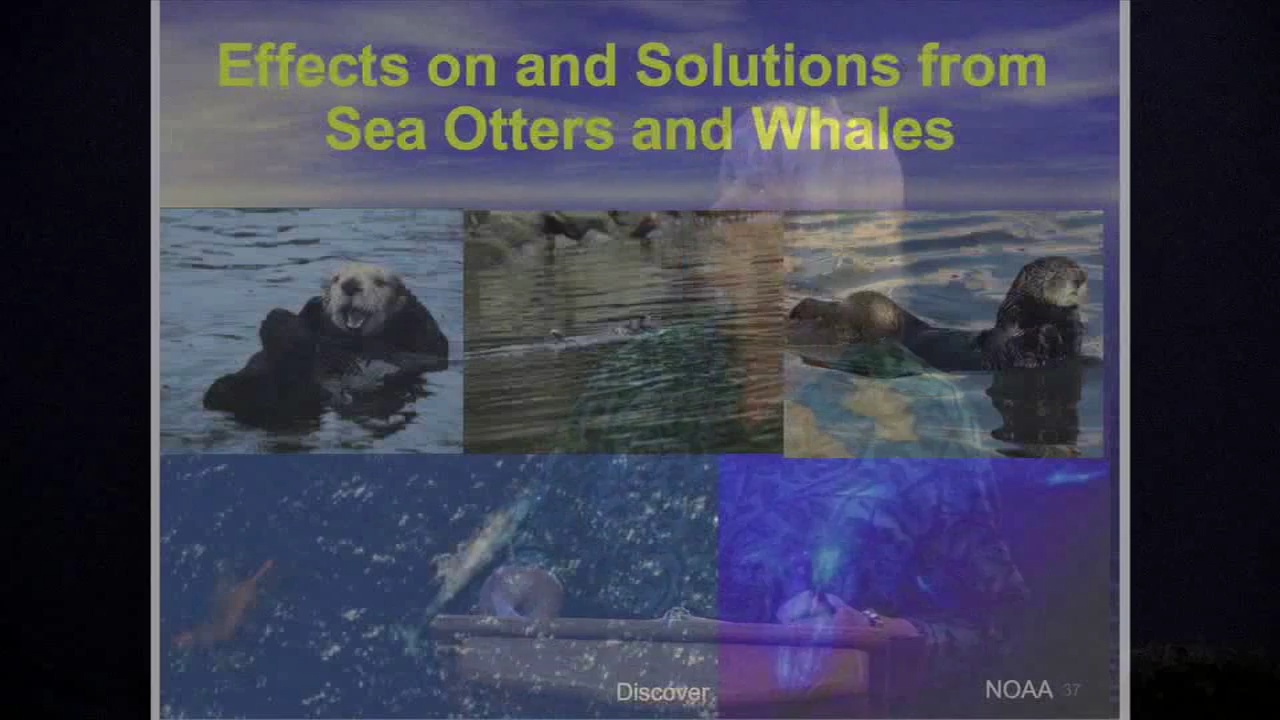 Effects on and Solutions from
Sea Otters and Whales
Discover
NOAA 37